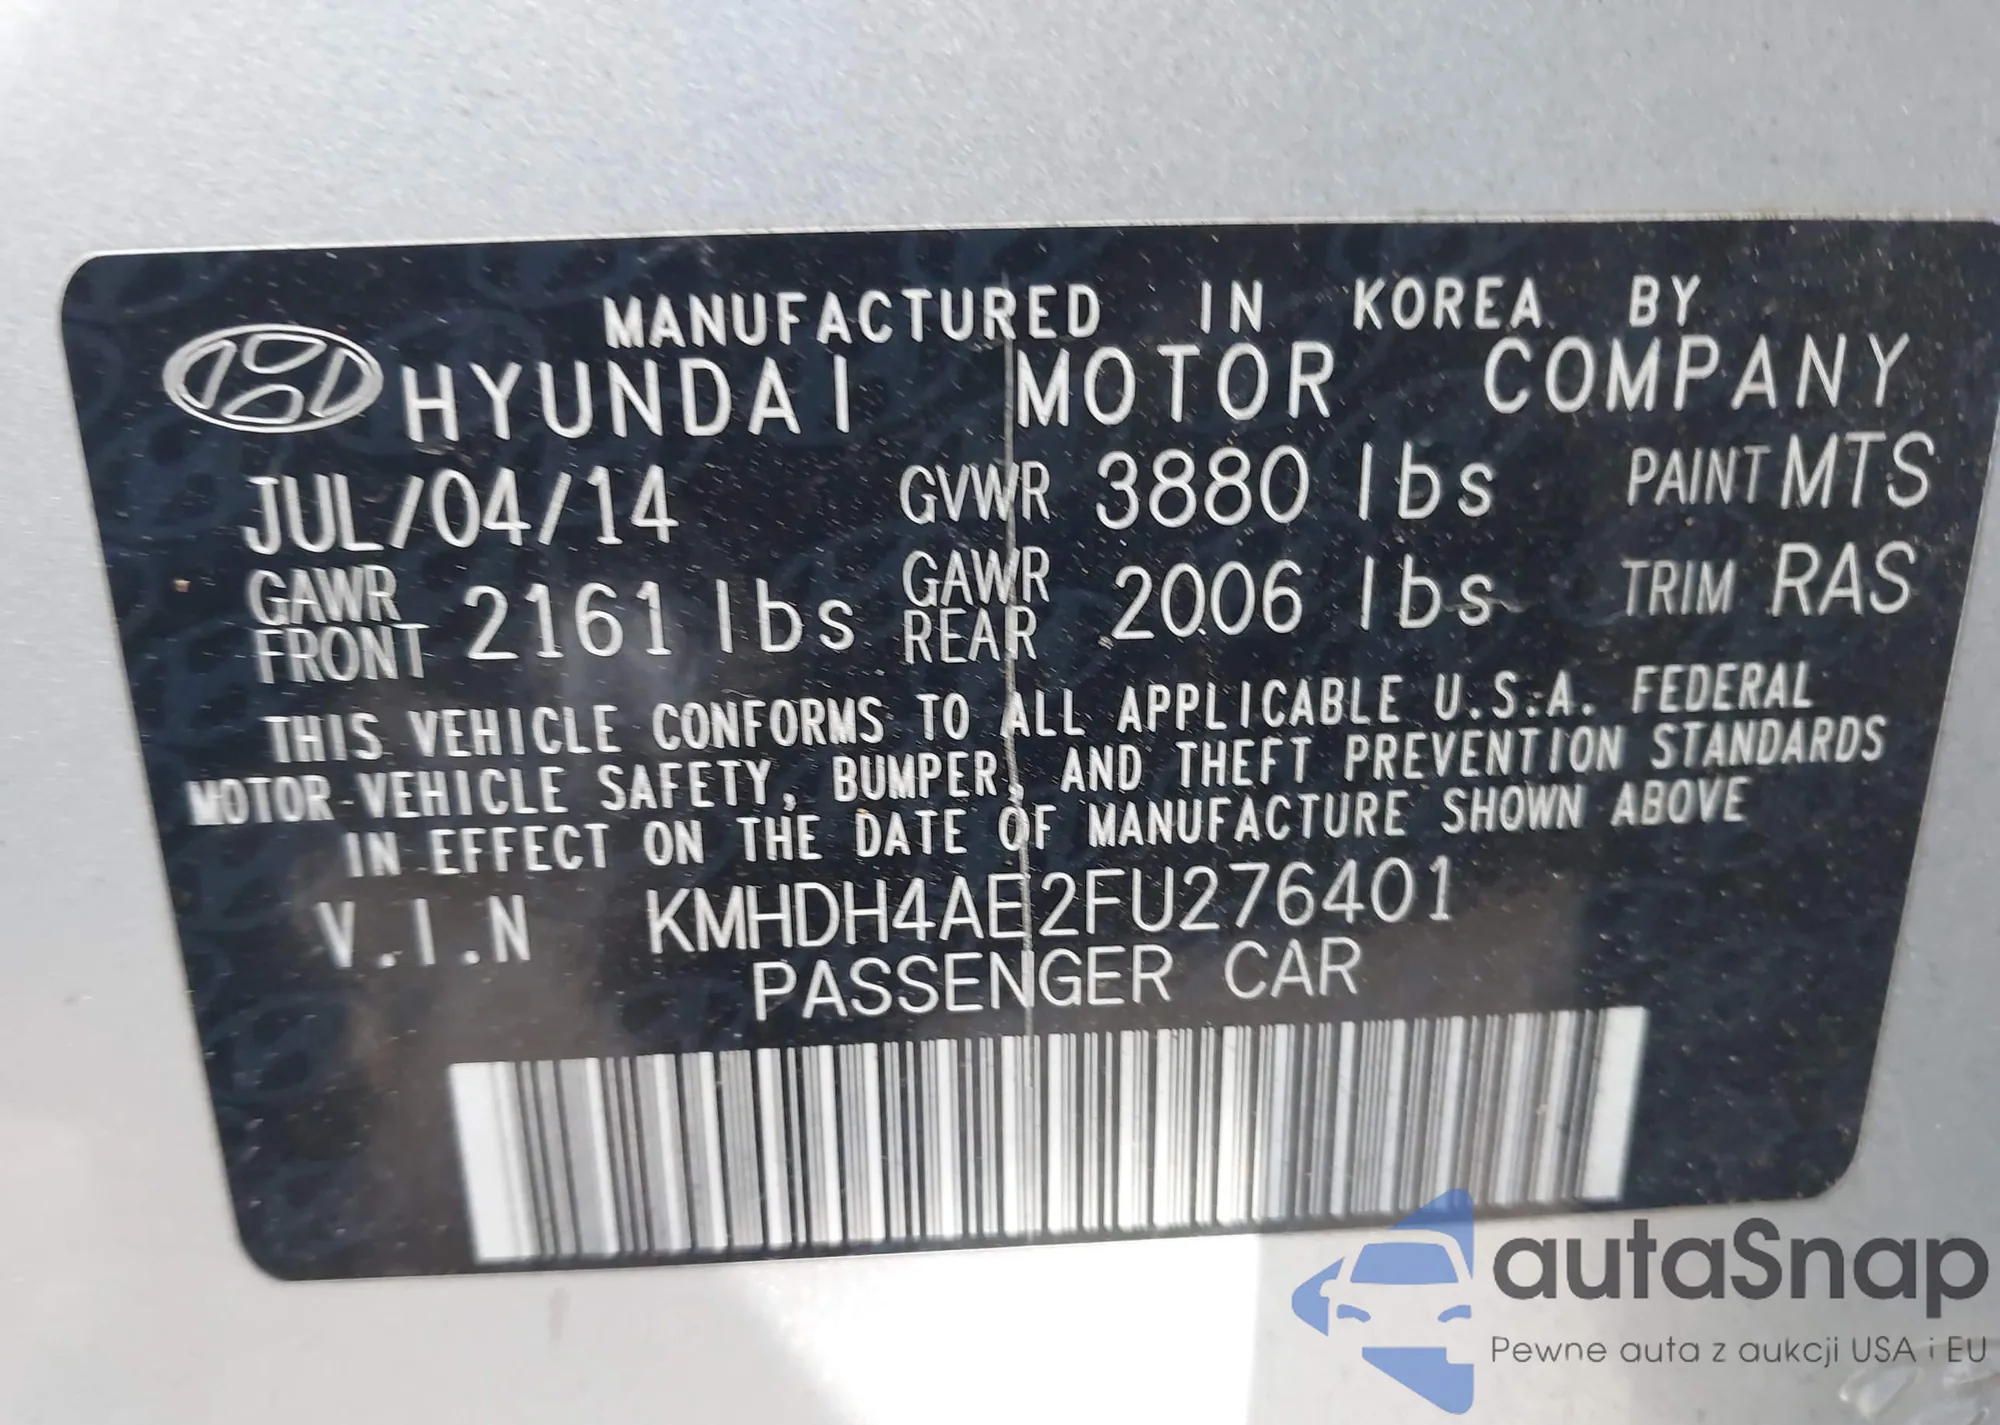 MANUFACTURED IN KOREA BY
HYUNDAI MOTOR COMPANY
JUL/04/14 GVWR 3880 lbs PAINT MTS
GAWR FRONT 2161 lbs GAWR REAR 2006 lbs TRIM RAS
THIS VEHICLE CONFORMS TO ALL APPLICABLE U.S.A. FEDERAL
MOTOR-VEHICLE SAFETY, BUMPER, AND THEFT PREVENTION STANDARDS
IN EFFECT ON THE DATE OF MANUFACTURE SHOWN ABOVE
V.I.N KMHDH4AE2FU276401
PASSENGER CAR
autaSnap
Pewne auta z aukcji USA i EU